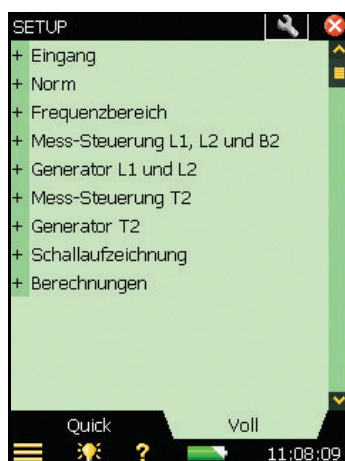 SETUP
+ Eingang
+ Norm
+ Frequenzbereich
+ Mess-Steuerung L1, L2 und B2
+ Generator L1 und L2
+ Mess-Steuerung T2
+ Generator T2
+ Schallaufzeichnung
+ Berechnungen
Quick Voll
? 11:08:09